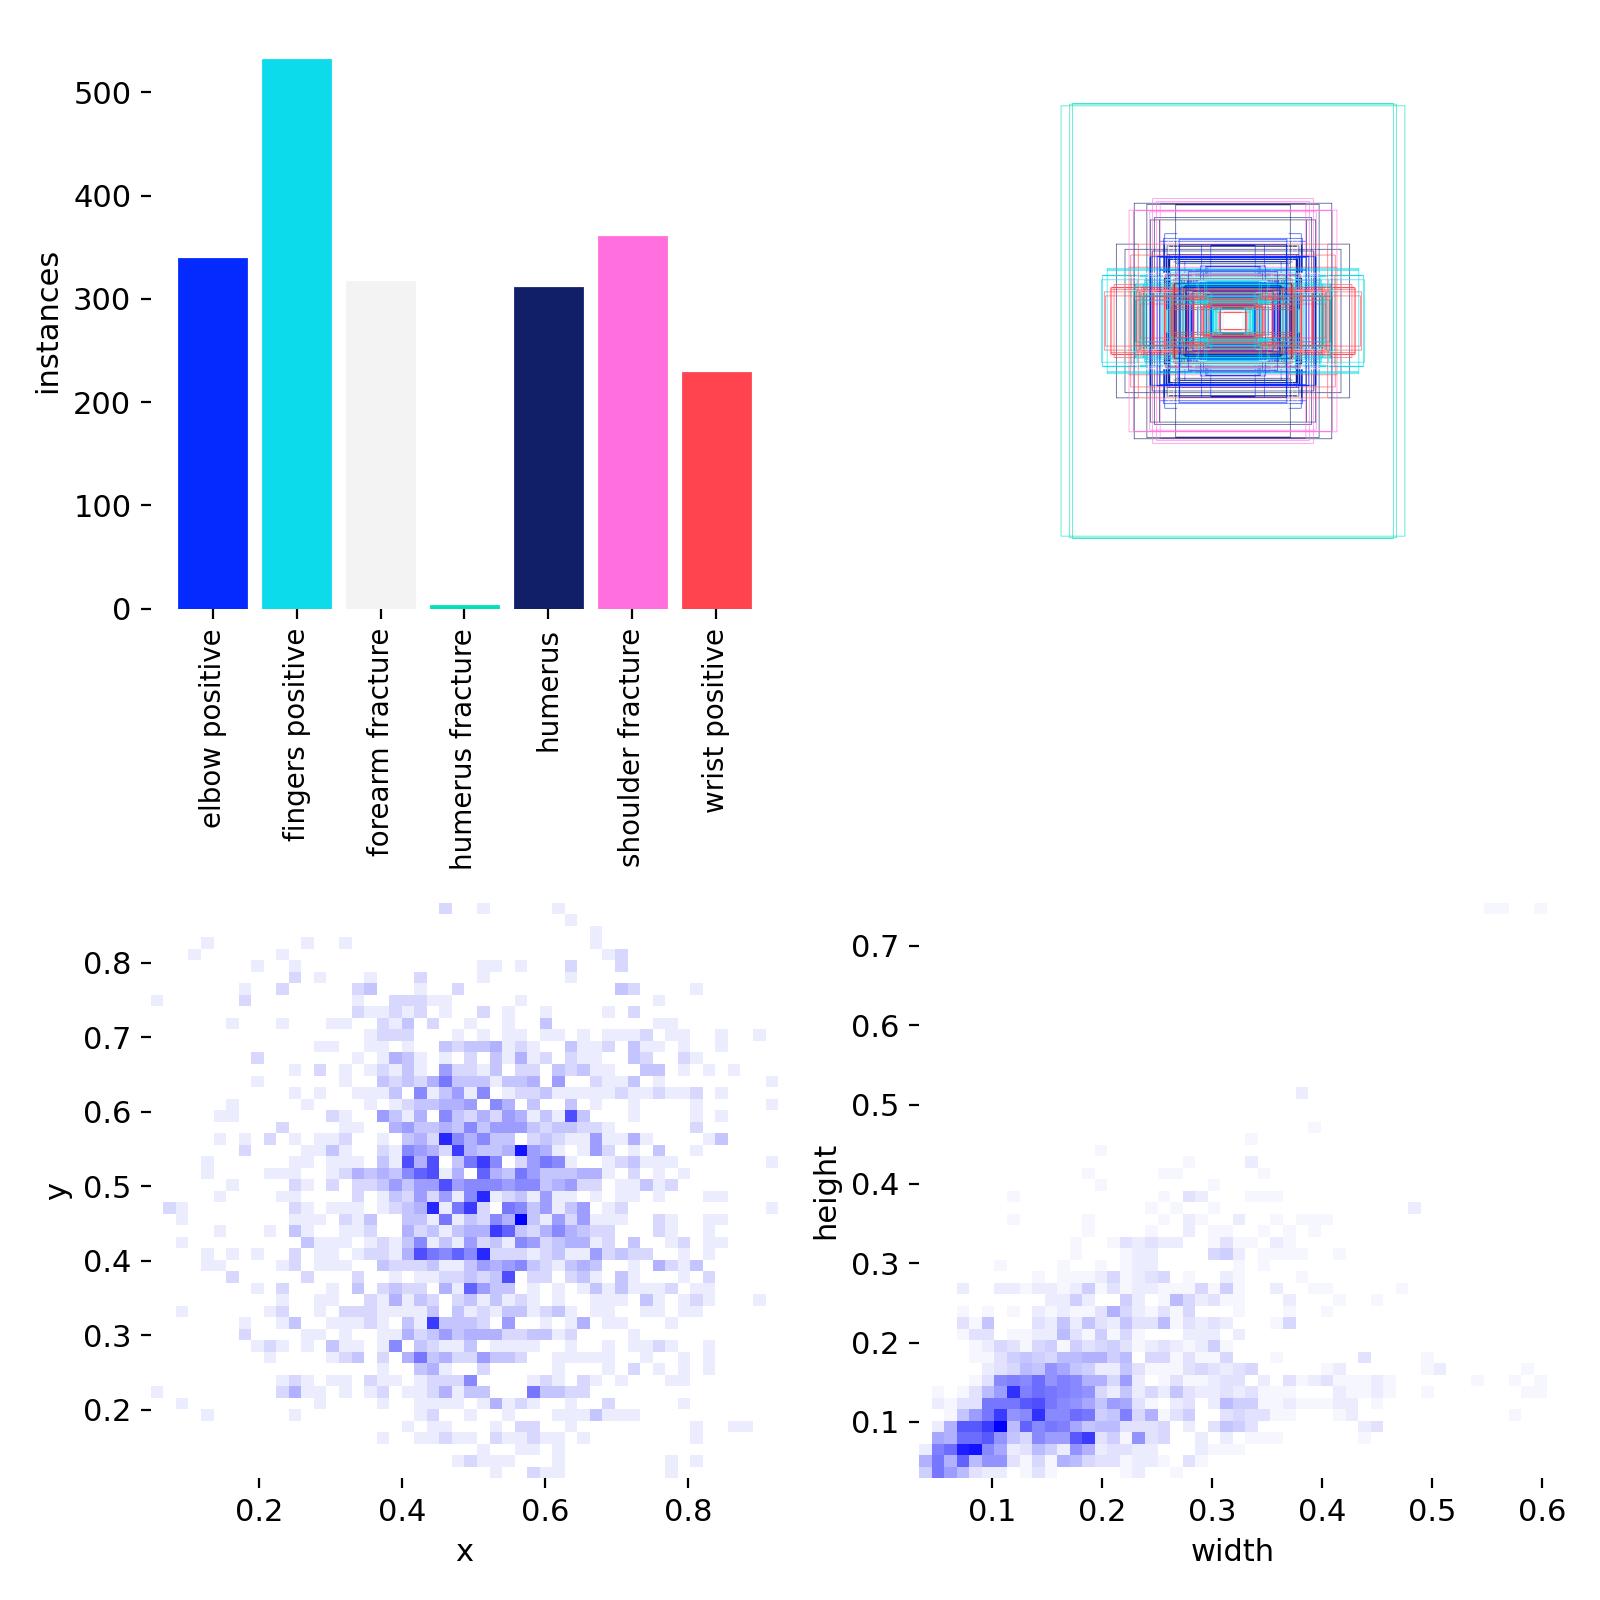 500
400
300
200
100
0
instances
elbow positive
fingers positive
forearm fracture
humerus fracture
humerus
shoulder fracture
wrist positive
0.8
0.7
0.6
0.5
0.4
0.3
0.2
y
0.2 0.4 0.6 0.8
x
0.7
0.6
0.5
0.4
0.3
0.2
0.1
height
0.1 0.2 0.3 0.4 0.5 0.6
width